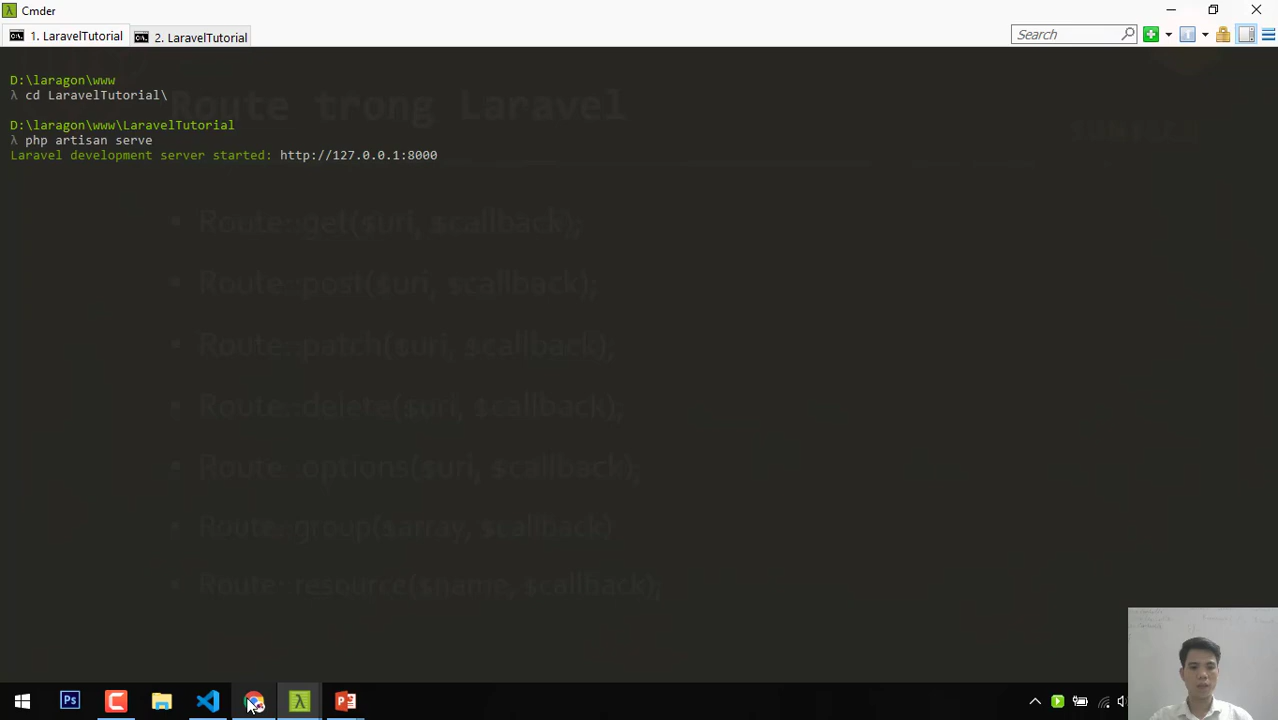 Cmder
1. LaravelTutorial
2. LaravelTutorial
Search
D:\laragon\www
λ cd LaravelTutorial\
Route trong Laravel
D:\laragon\www\LaravelTutorial
λ php artisan serve
Laravel development server started: http://127.0.0.1:8000
Route::get($uri, $callback);
Route::post($uri, $callback);
Route::patch($uri, $callback);
Route::delete($uri, $callback);
Route::options($uri, $callback);
Route::group($array, $callback)
Route::resource($name, $callback);
Ps
λ